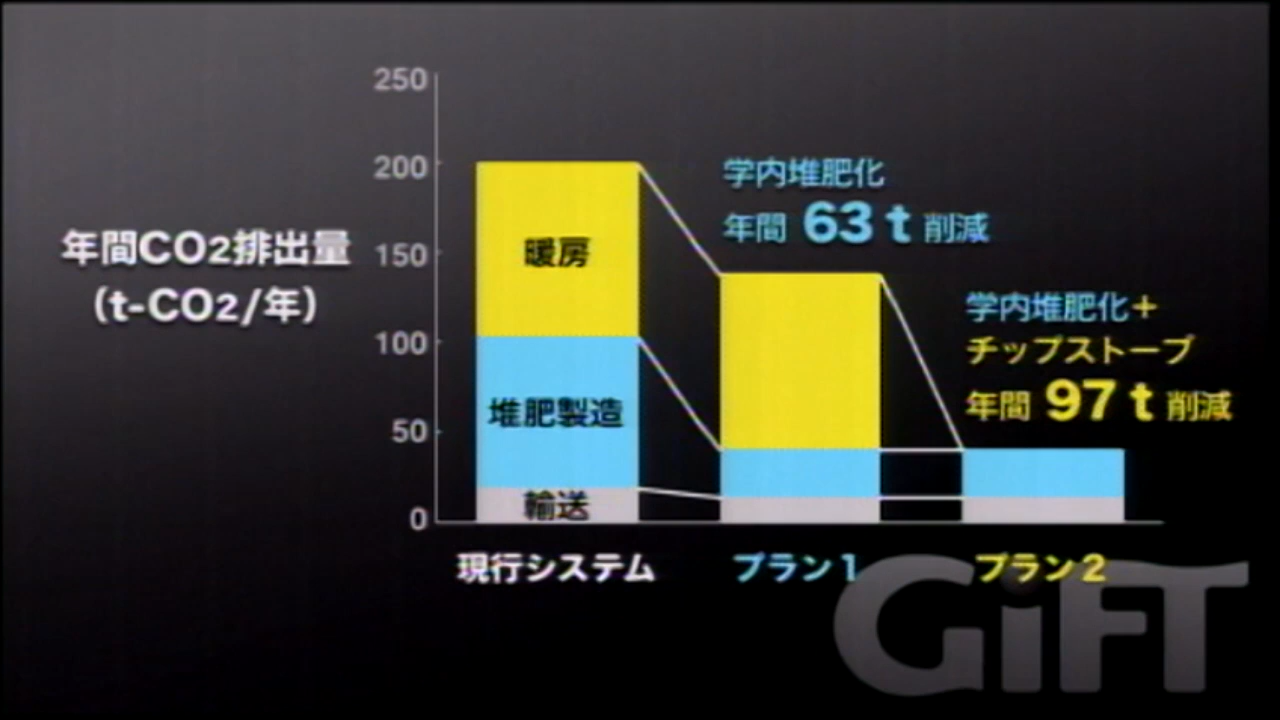 250
200
150
100
50
0
年間CO2排出量
(t-CO2/年)
暖房
堆肥製造
輸送
学内堆肥化
年間 63 t 削減
学内堆肥化+
チップストーブ
年間 97 t 削減
現行システム
プラン1
プラン2
GiFT